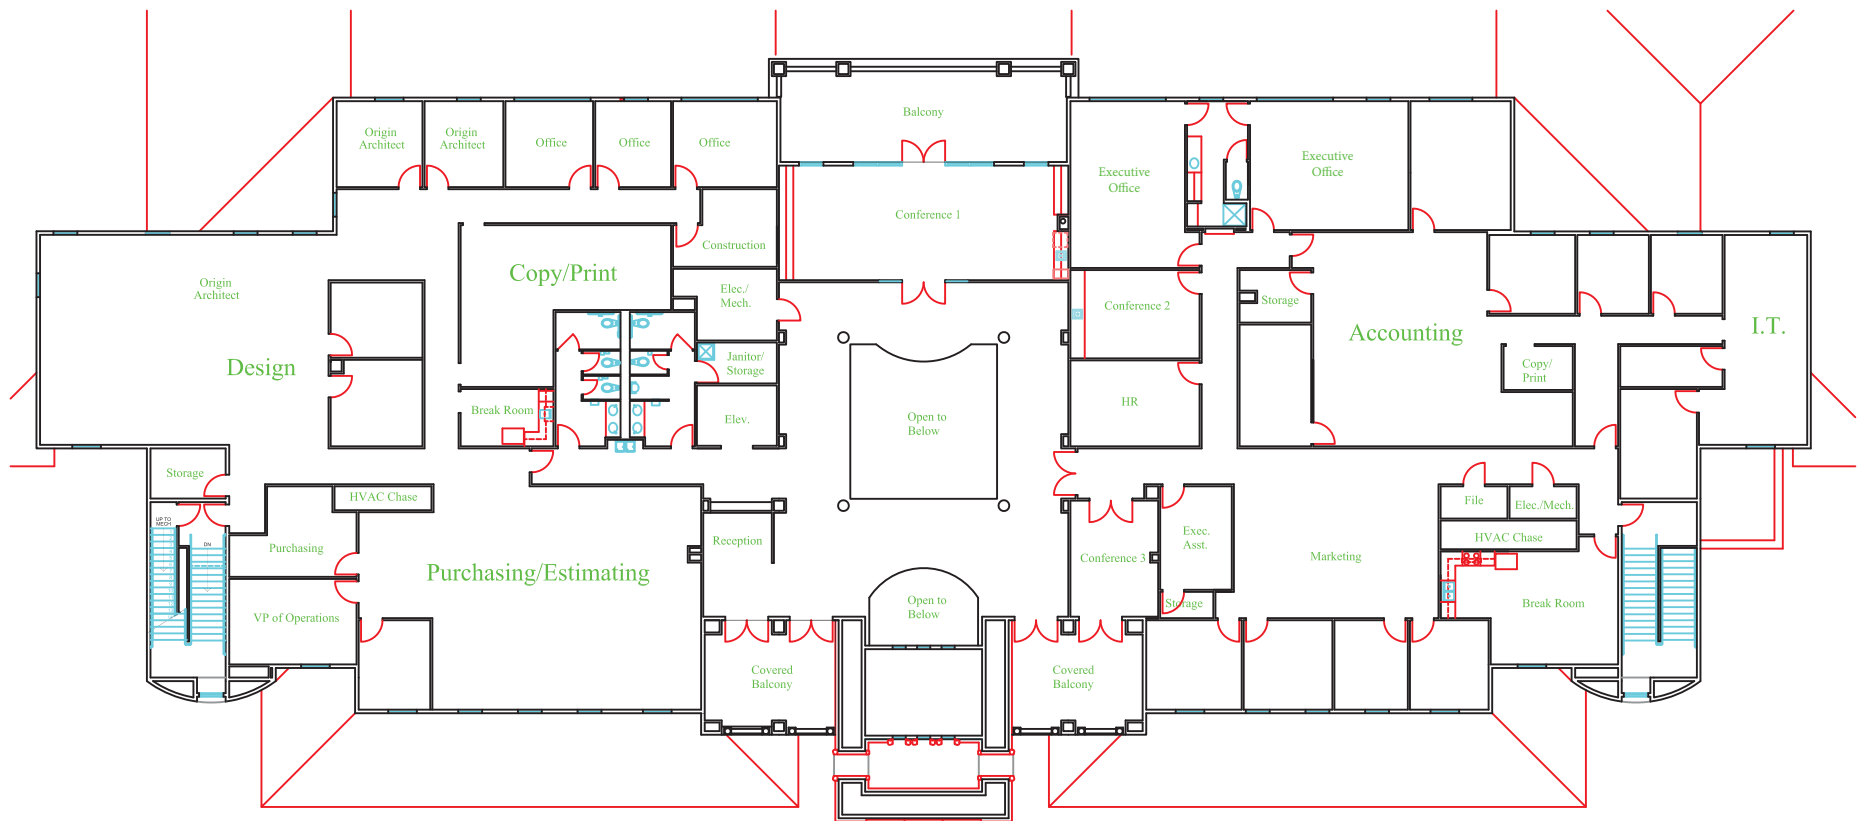 Balcony
Origin
Architect
Origin
Architect
Office
Office
Office
Executive
Office
Executive
Office
Conference 1
Construction
Copy/Print
Origin
Architect
Elec./
Mech.
Storage
Conference 2
Accounting
I.T.
Design
Janitor/
Storage
Copy/
Print
HR
Break Room
Elev.
Open to
Below
Storage
HVAC Chase
File
Elec./Mech.
UP TO
MECH
DN
Purchasing
Reception
Exec.
Asst.
HVAC Chase
Conference 3
Marketing
Purchasing/Estimating
Open to
Below
Storage
Break Room
VP of Operations
Covered
Balcony
Covered
Balcony